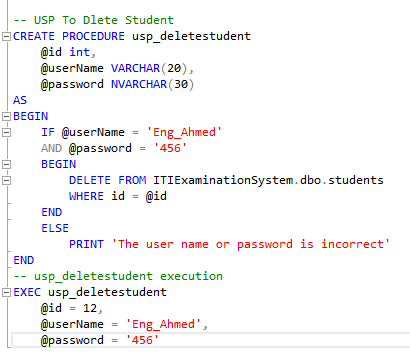 -- USP To Dlete Student
CREATE PROCEDURE usp_deletestudent
@id int,
@userName VARCHAR(20),
@password NVARCHAR(30)
AS
BEGIN
IF @userName = 'Eng_Ahmed'
AND @password = '456'
BEGIN
DELETE FROM ITIExaminationSystem.dbo.students
WHERE id = @id
END
ELSE
PRINT 'The user name or password is incorrect'
END
-- usp_deletestudent execution
EXEC usp_deletestudent
@id = 12,
@userName = 'Eng_Ahmed',
@password = '456'